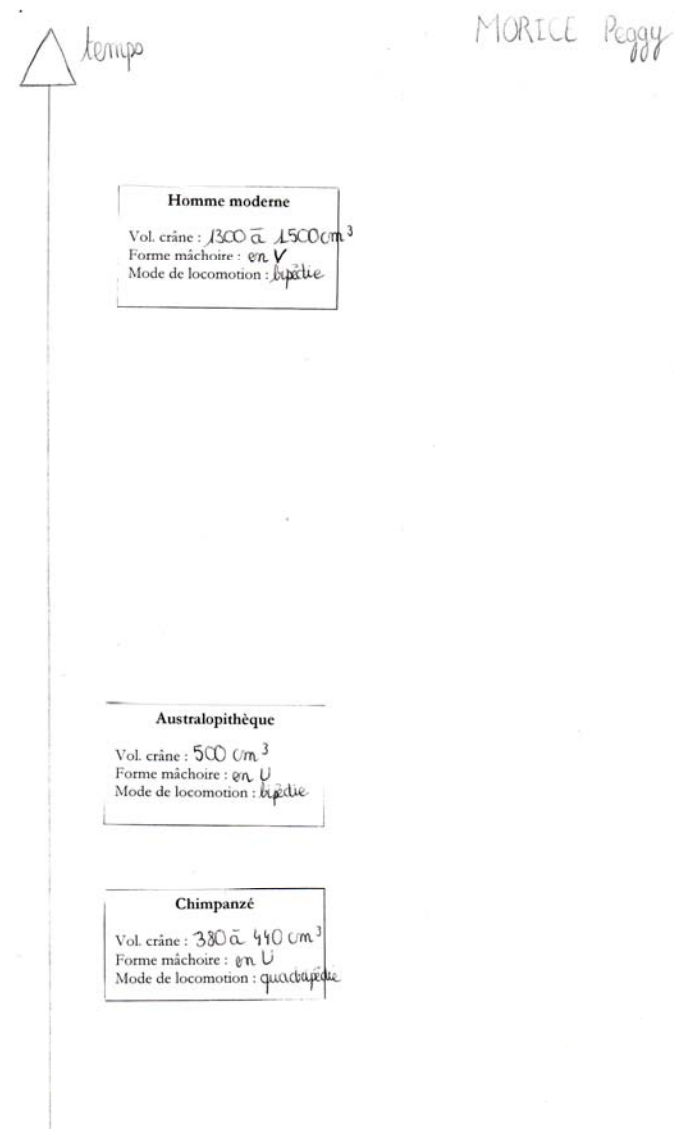 temps
MORICE Peggy
Homme moderne
Vol. crâne : 1300 à 1500 cm³
Forme mâchoire : en V
Mode de locomotion : bipédie
Australopithèque
Vol. crâne : 500 cm³
Forme mâchoire : en U
Mode de locomotion : bipédie
Chimpanzé
Vol. crâne : 380 à 440 cm³
Forme mâchoire : en U
Mode de locomotion : quadrupédie